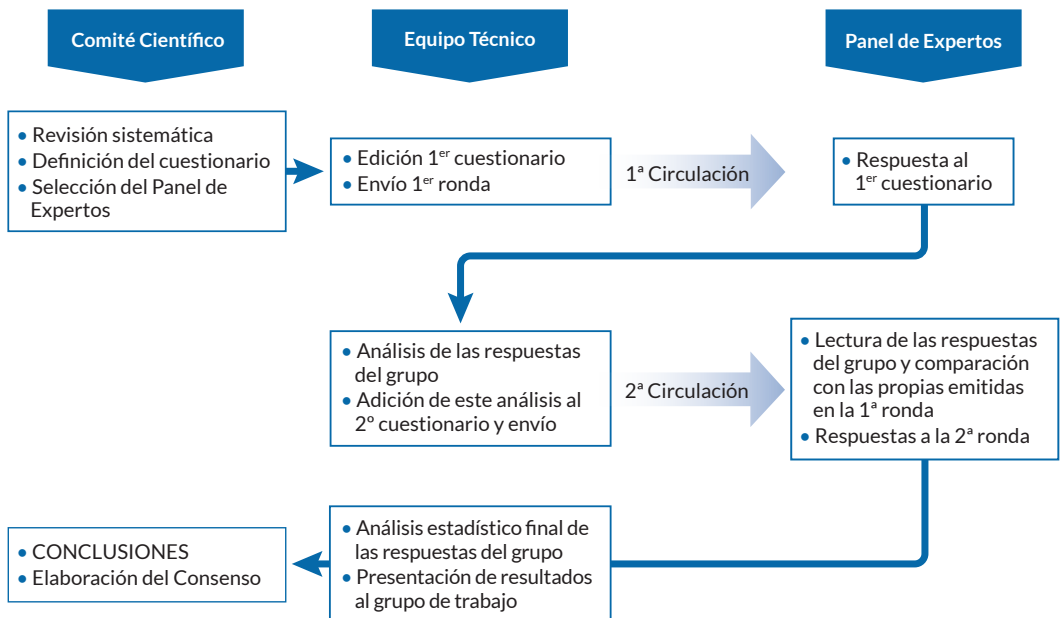 Comité Científico
Equipo Técnico
Panel de Expertos
• Revisión sistemática
• Definición del cuestionario
• Selección del Panel de
Expertos
• Edición 1er cuestionario
• Envío 1er ronda
1ª Circulación
• Respuesta al
1er cuestionario
• Análisis de las respuestas
del grupo
• Adición de este análisis al
2º cuestionario y envío
2ª Circulación
• Lectura de las respuestas
del grupo y comparación
con las propias emitidas
en la 1ª ronda
• Respuestas a la 2ª ronda
• Análisis estadístico final de
las respuestas del grupo
• Presentación de resultados
al grupo de trabajo
• CONCLUSIONES
• Elaboración del Consenso